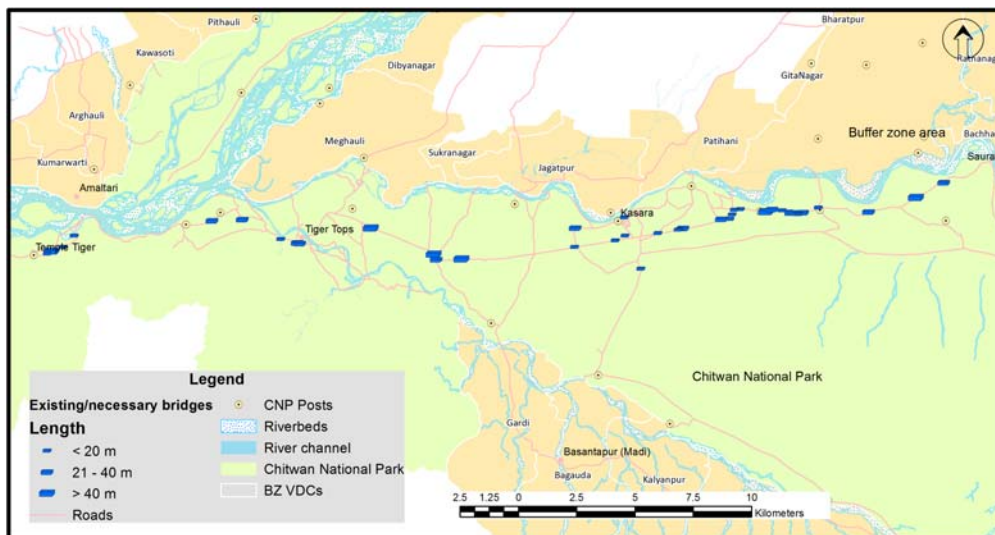 Pithauli
Bharatpur
Kawasoti
Dibyanagar
GitaNagar
Ratnanagar
Arghauli
Buffer zone area
Meghauli
Patihani
Bachha
Kumarwarti
Sukranagar
Jagatpur
Saura
Amaltari
Kasara
Tiger Tops
Temple Tiger
Chitwan National Park
Legend
Existing/necessary bridges
CNP Posts
Length
Riverbeds
River channel
< 20 m
21 - 40 m
Chitwan National Park
> 40 m
BZ VDCs
Roads
Gardi
Basantapur (Madi)
Bagauda
Kalyanpur
2.5 1.25 0 2.5 5 7.5 10
Kilometers